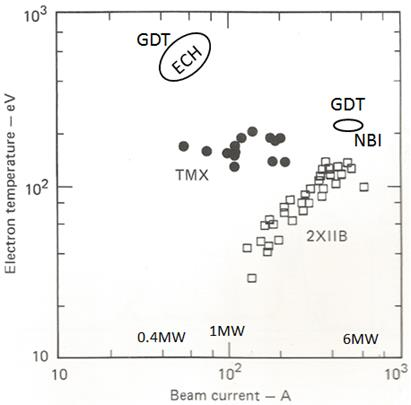 10³
GDT
ECH
GDT
NBI
TMX
10²
2XIIB
0.4MW
1MW
6MW
10
10
10²
10³
Electron temperature — eV
Beam current — A